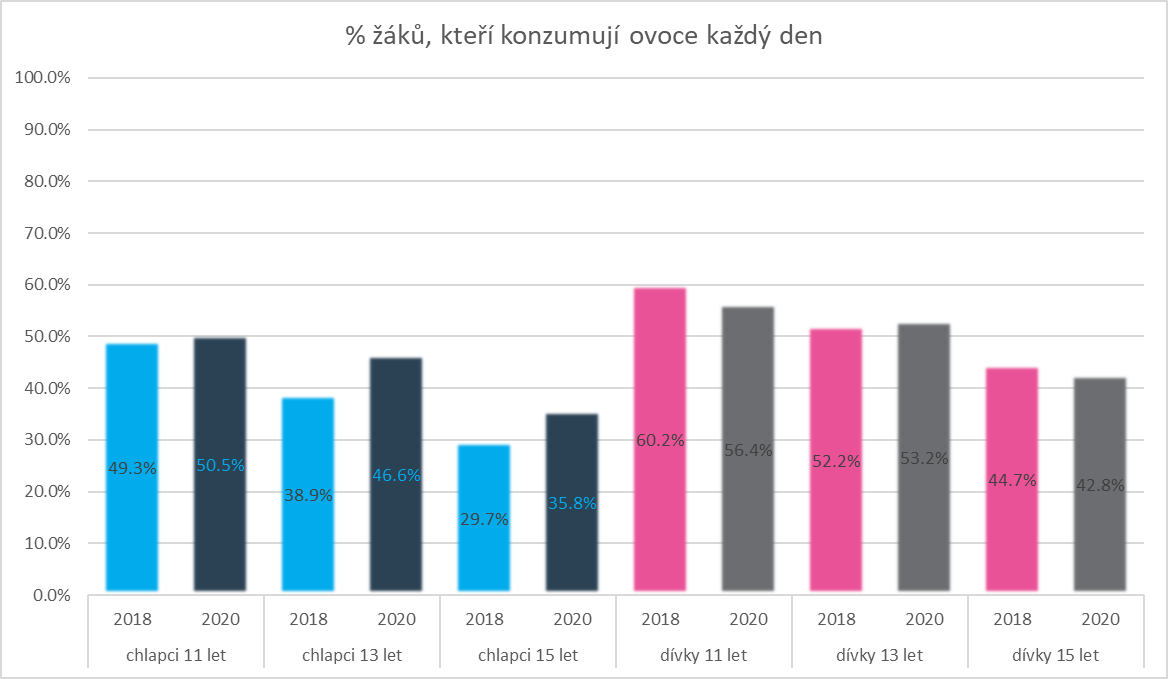 % žáků, kteří konzumují ovoce každý den
100.0%
90.0%
80.0%
70.0%
60.0%
50.0%
40.0%
30.0%
20.0%
10.0%
0.0%
49.3% 50.5% 38.9% 46.6% 29.7% 35.8% 60.2% 56.4% 52.2% 53.2% 44.7% 42.8%
2018 2020 2018 2020 2018 2020 2018 2020 2018 2020 2018 2020
chlapci 11 let chlapci 13 let chlapci 15 let dívky 11 let dívky 13 let dívky 15 let